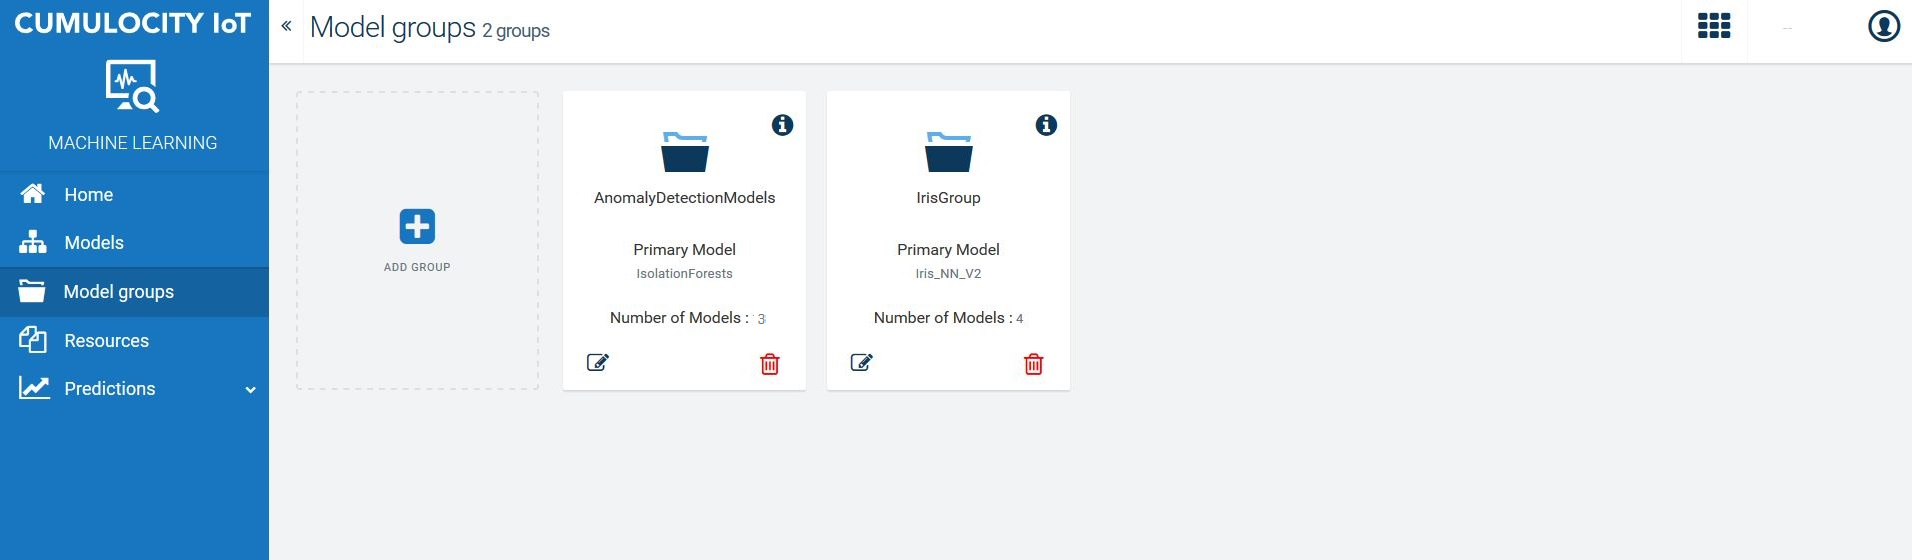 CUMULOCITY IoT
MACHINE LEARNING
Home
Models
Model groups
Resources
Predictions
Model groups 2 groups
ADD GROUP
AnomalyDetectionModels
Primary Model
IsolationForests
Number of Models : 3
IrisGroup
Primary Model
Iris_NN_V2
Number of Models : 4